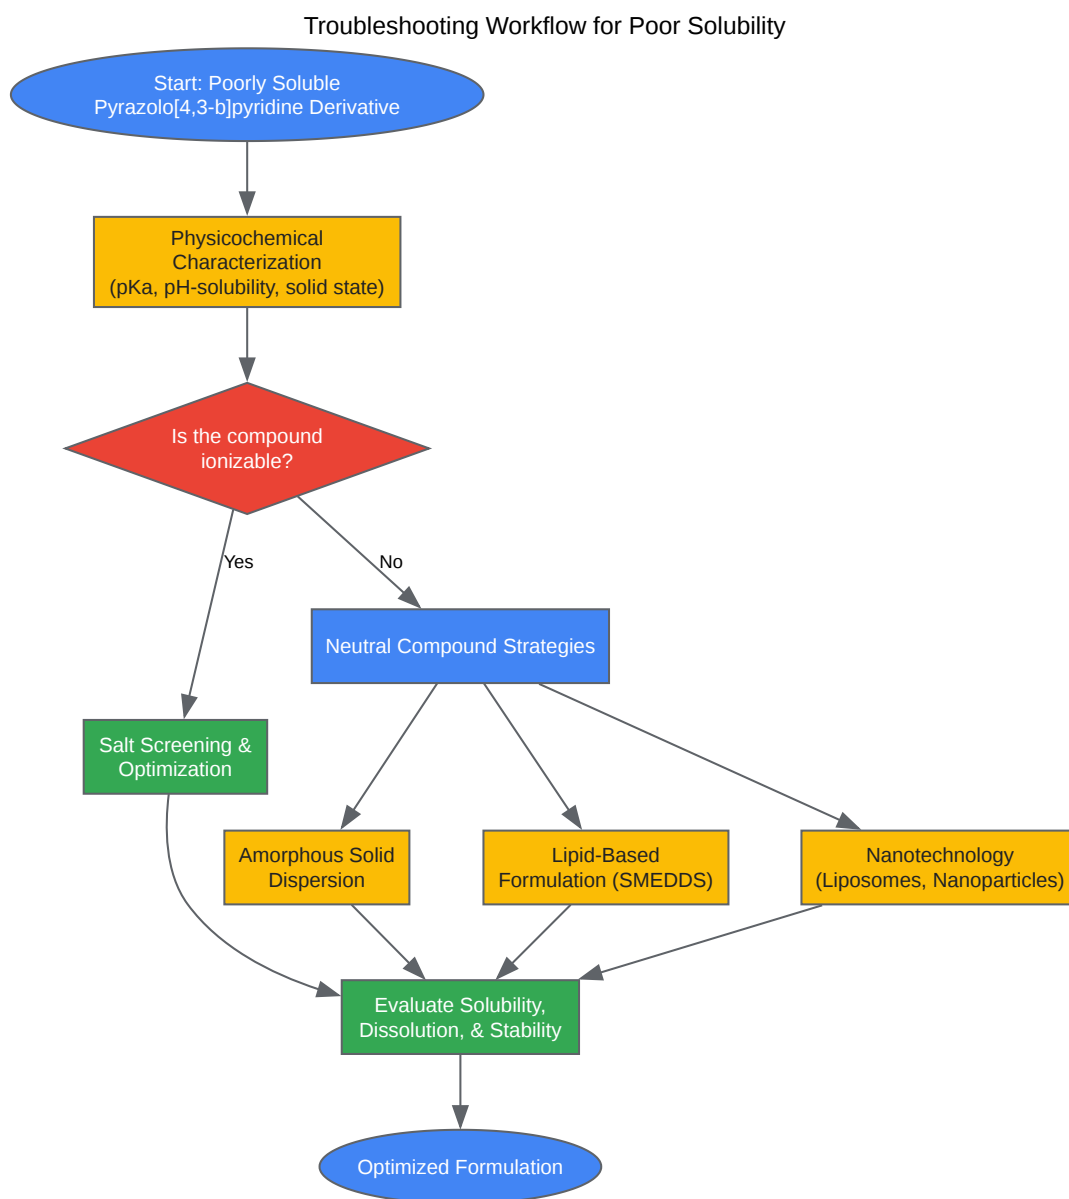 Troubleshooting Workflow for Poor Solubility
Start: Poorly Soluble
Pyrazolo[4,3-b]pyridine Derivative
Physicochemical
Characterization
(pKa, pH-solubility, solid state)
Is the compound
ionizable?
Yes
No
Neutral Compound Strategies
Salt Screening &
Optimization
Amorphous Solid
Dispersion
Lipid-Based
Formulation (SMEDDS)
Nanotechnology
(Liposomes, Nanoparticles)
Evaluate Solubility,
Dissolution, & Stability
Optimized Formulation